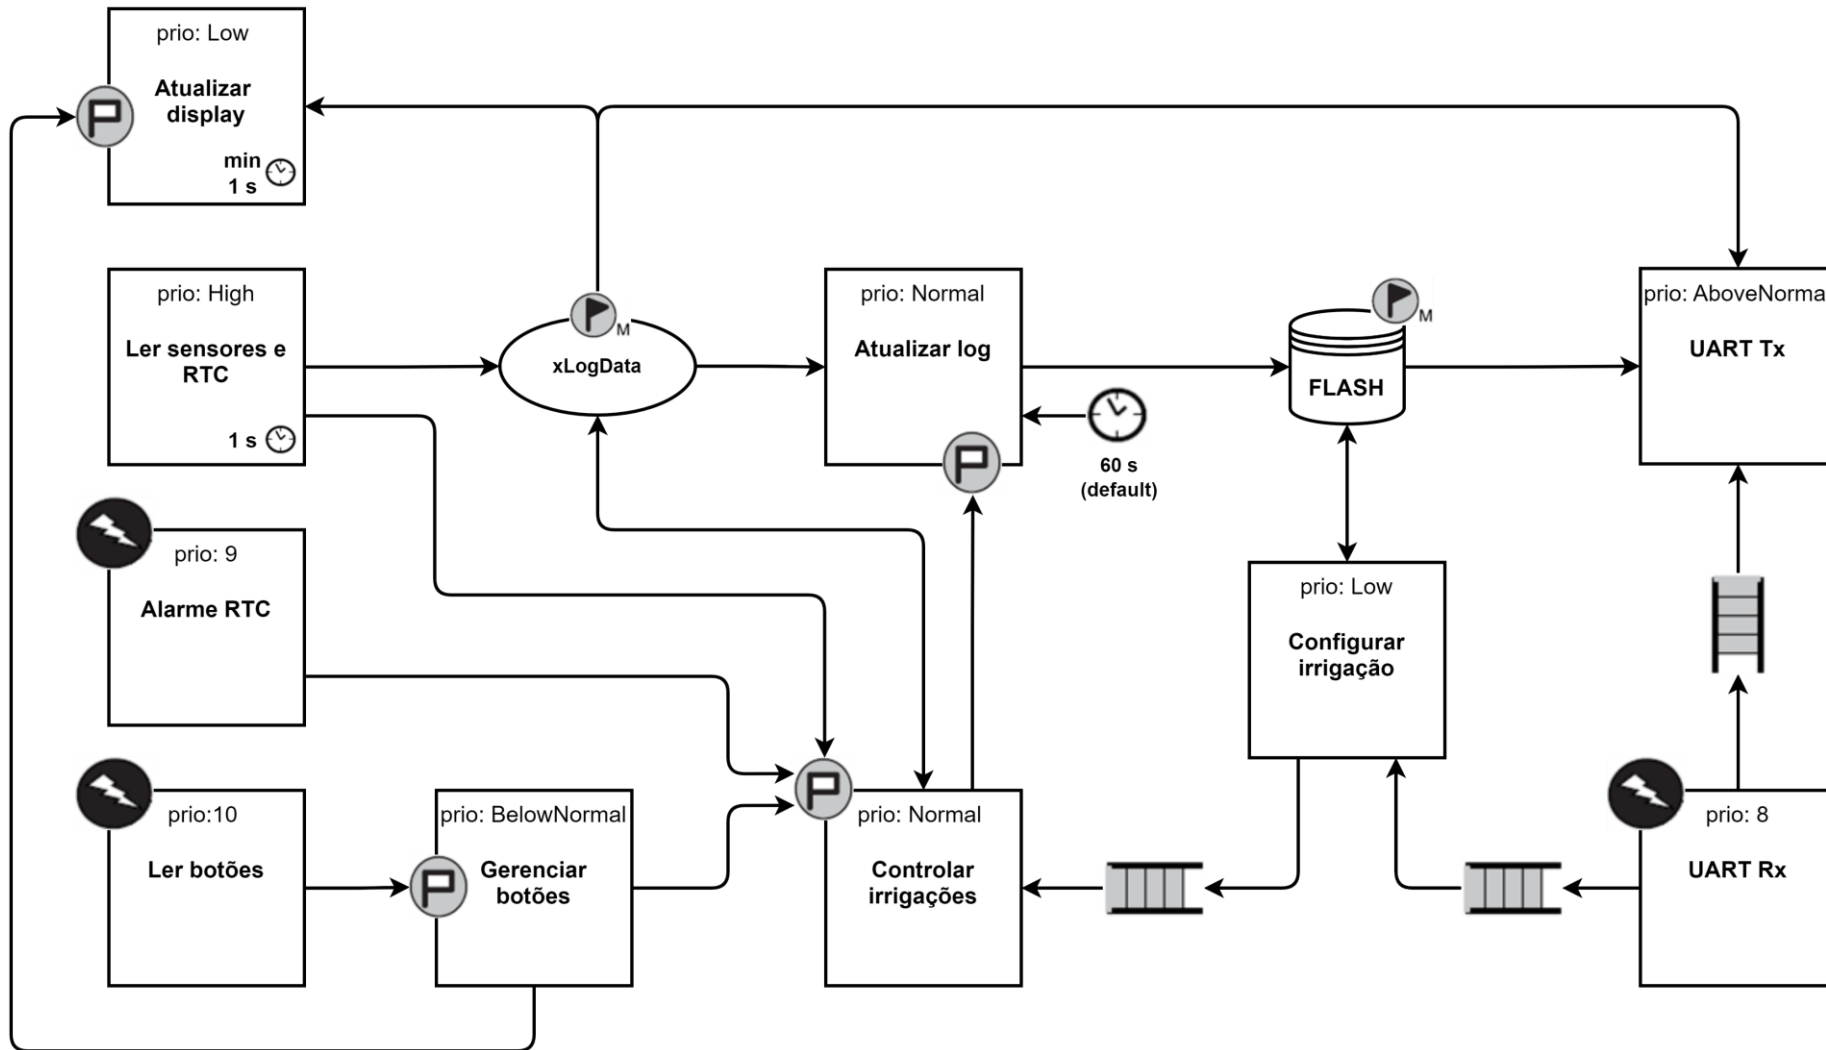 prio: Low
Atualizar
display
min
1 s
prio: High
Ler sensores e
RTC
1 s
M
xLogData
prio: Normal
Atualizar log
60 s
(default)
M
FLASH
prio: AboveNorma
UART Tx
prio: 9
Alarme RTC
prio: Low
Configurar
irrigação
prio:10
Ler botões
prio: BelowNormal
Gerenciar
botões
prio: Normal
Controlar
irrigações
prio: 8
UART Rx